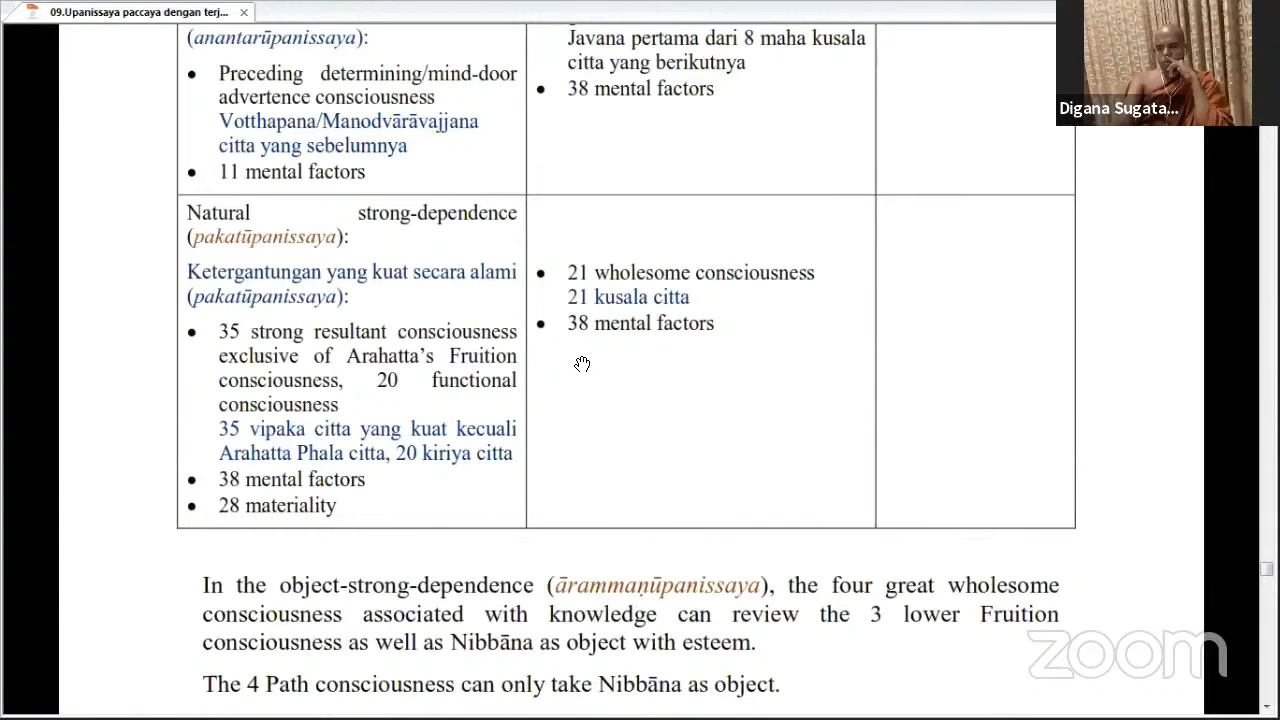 09.Upanissaya paccaya dengan terj...
Digana Sugata...
(anantarūpanissaya):
• Preceding determining/mind-door
advertence consciousness
Votthapana/Manodvārāvajjana
citta yang sebelumnya
• 11 mental factors
Javana pertama dari 8 maha kusala
citta yang berikutnya
• 38 mental factors
Natural strong-dependence
(pakatūpanissaya):
Ketergantungan yang kuat secara alami
(pakatūpanissaya):
• 35 strong resultant consciousness
exclusive of Arahatta’s Fruition
consciousness, 20 functional
consciousness
35 vipaka citta yang kuat kecuali
Arahatta Phala citta, 20 kiriya citta
• 38 mental factors
• 28 materiality
• 21 wholesome consciousness
21 kusala citta
• 38 mental factors
In the object-strong-dependence (ārammaṇūpanissaya), the four great wholesome
consciousness associated with knowledge can review the 3 lower Fruition
consciousness as well as Nibbāna as object with esteem.
The 4 Path consciousness can only take Nibbāna as object.
zoom